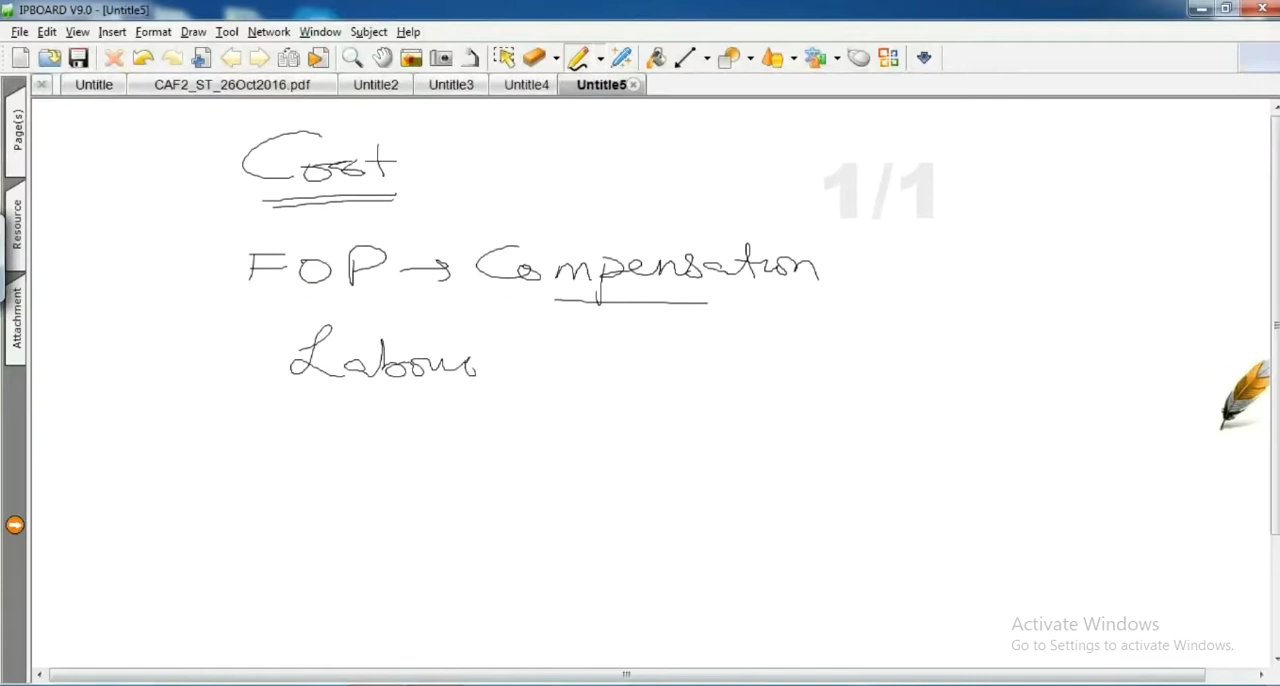 IPBOARD V9.0 - [Untitle5]
File Edit View Insert Format Draw Tool Network Window Subject Help
Untitle CAF2_ST_26Oct2016.pdf Untitle2 Untitle3 Untitle4 Untitle5
Page(s)
Resource
Attachment
1/1
Cost
FOP → Compensation
Labour
Activate Windows
Go to Settings to activate Windows.